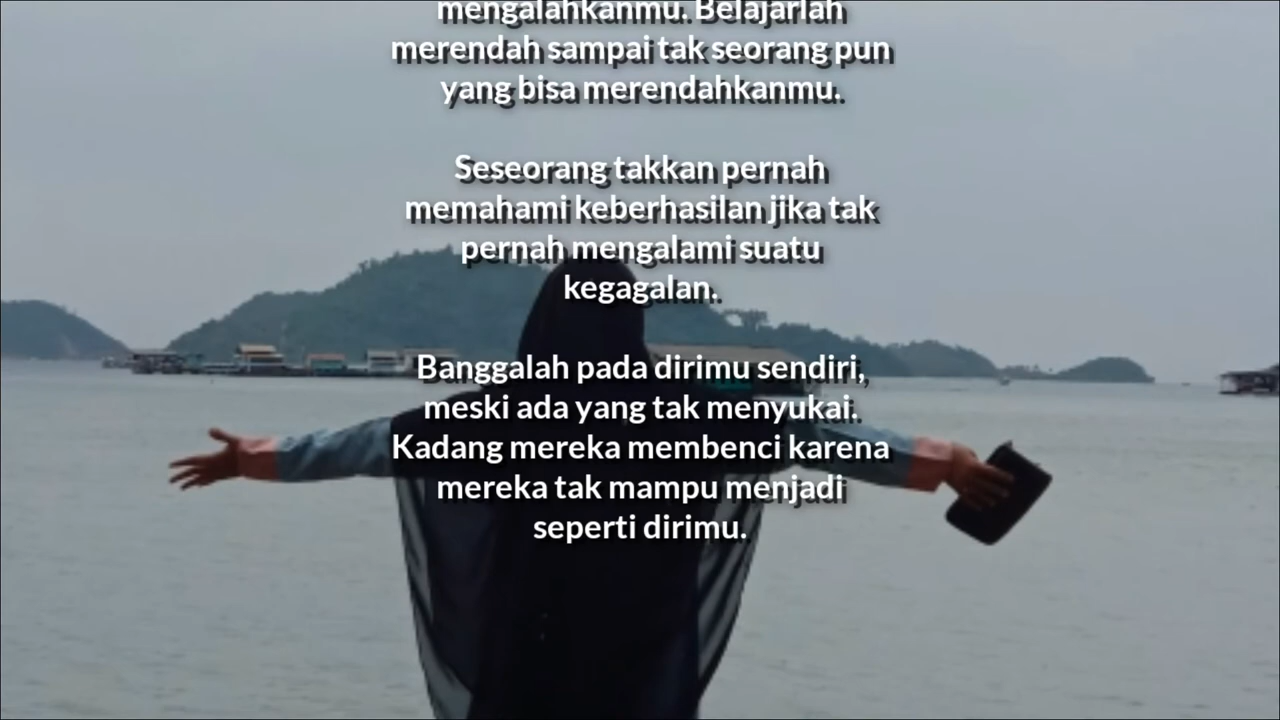 mengalahkanmu. Belajarlah
merendah sampai tak seorang pun
yang bisa merendahkanmu.
Seseorang takkan pernah
memahami keberhasilan jika tak
pernah mengalami suatu
kegagalan.
Banggalah pada dirimu sendiri,
meski ada yang tak menyukai.
Kadang mereka membenci karena
mereka tak mampu menjadi
seperti dirimu.